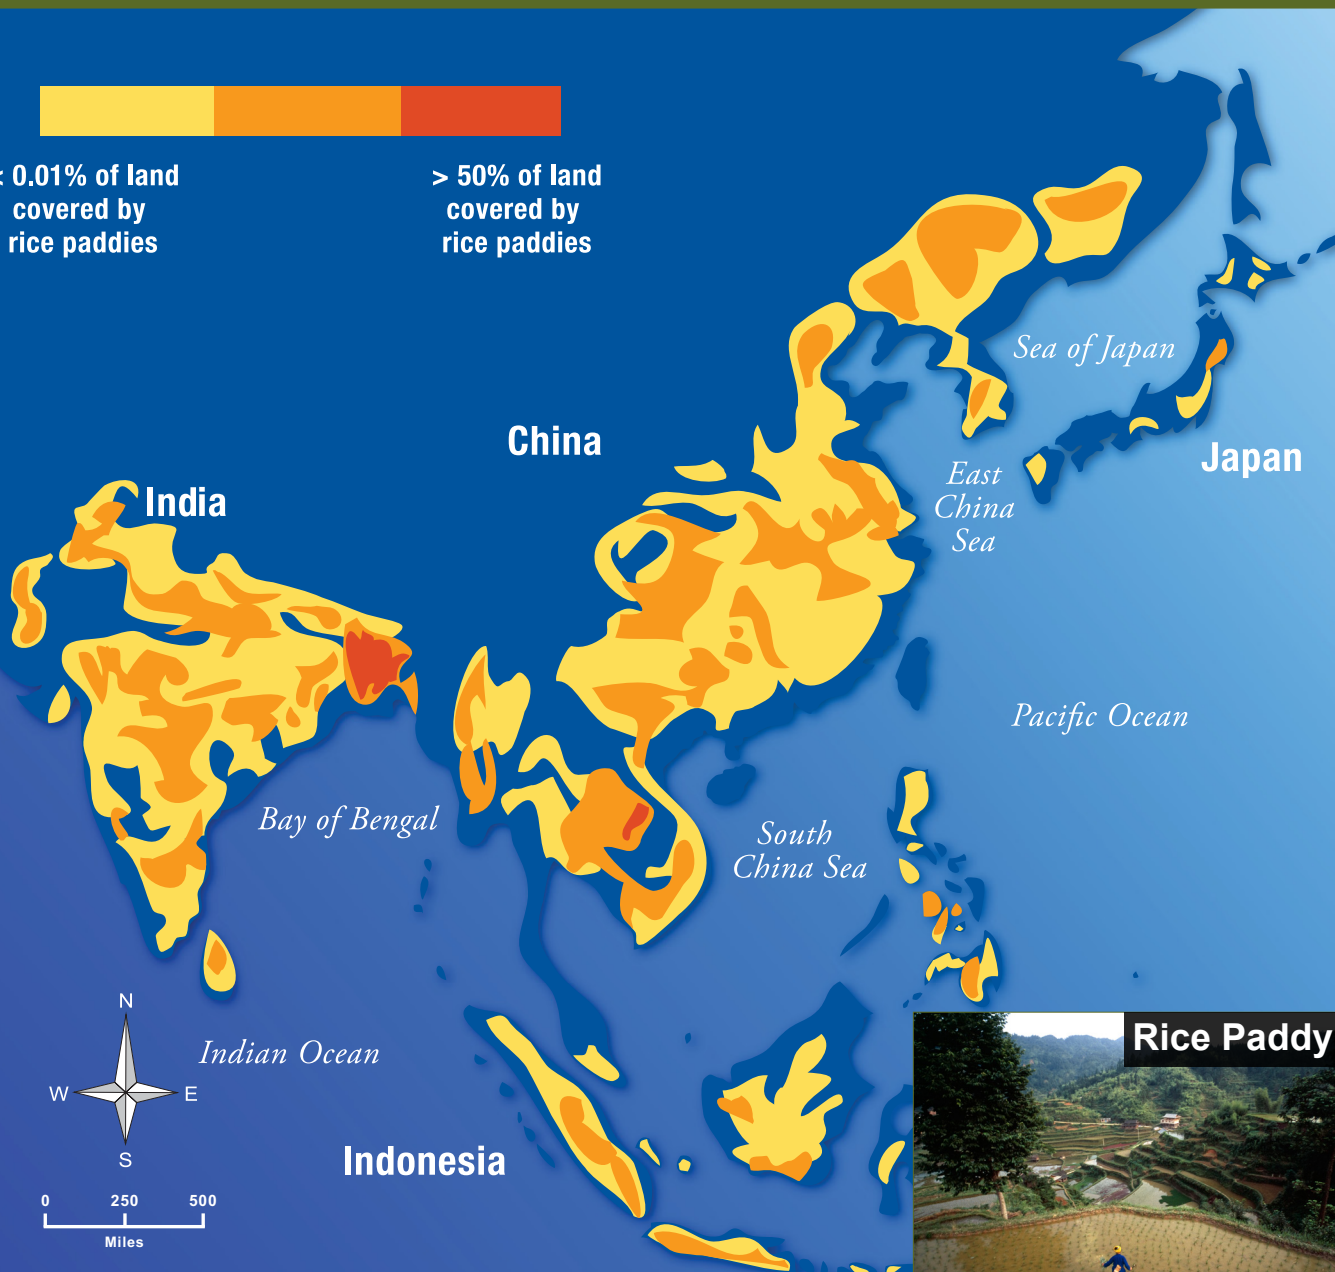 < 0.01% of land
covered by
rice paddies
> 50% of land
covered by
rice paddies
Sea of Japan
China
Japan
East
China
Sea
India
Pacific Ocean
Bay of Bengal
South
China Sea
N
W
E
S
Indian Ocean
Rice Paddy
Indonesia
0 250 500
Miles